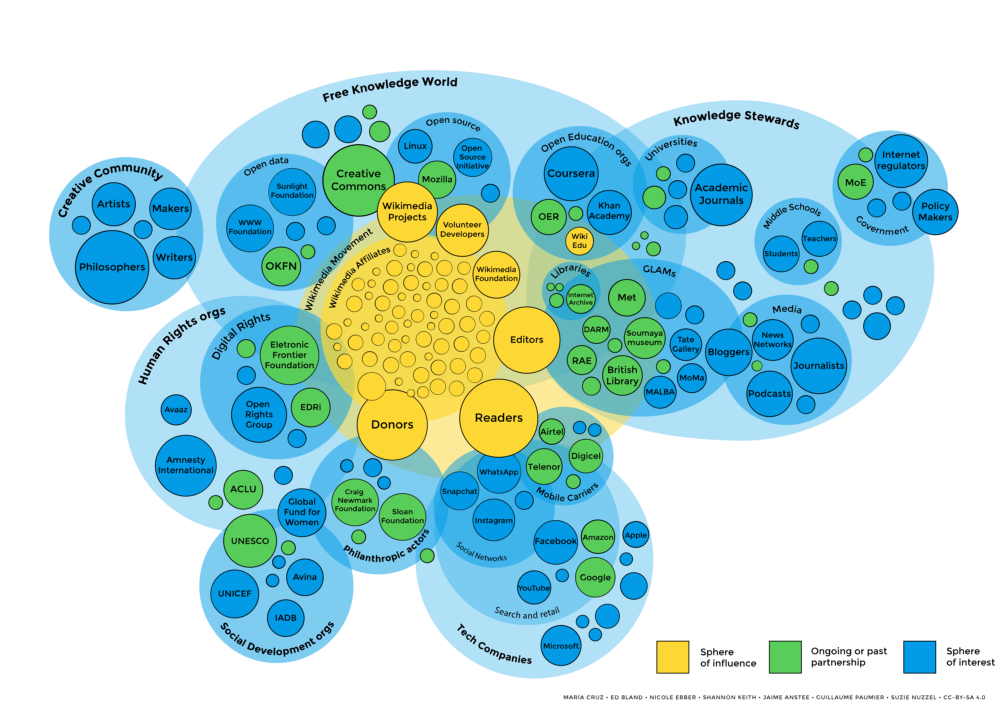 Free Knowledge World
Knowledge Stewards
Creative Community
Artists
Makers
Philosophers
Writers
Open data
Sunlight
Foundation
WWW
Foundation
OKFN
Creative
Commons
Open source
Linux
Open
Source
Initiative
Mozilla
Wikimedia
Projects
Volunteer
Developers
Wikimedia
Foundation
Wikimedia Movement
Wikimedia Affiliates
Editors
Readers
Donors
Open Education orgs
Coursera
OER
Khan
Academy
Wiki
Edu
Universities
Academic
Journals
Middle Schools
Teachers
Students
Internet
regulators
MoE
Policy
Makers
Government
Libraries
Internet
Archive
GLAMs
Met
DARM
Soumaya
museum
RAE
British
Library
Tate
Gallery
MoMa
MALBA
Bloggers
Media
News
Networks
Journalists
Podcasts
Human Rights orgs
Digital Rights
Eletronic
Frontier
Foundation
EDRi
Open
Rights
Group
Avaaz
Amnesty
International
ACLU
Global
Fund for
Women
UNESCO
UNICEF
Avina
IADB
Social Development orgs
Craig
Newmark
Foundation
Sloan
Foundation
Philanthropic actors
Airtel
Telenor
Digicel
Mobile Carriers
WhatsApp
Snapchat
Instagram
Social Networks
Facebook
Amazon
Apple
Google
YouTube
Search and retail
Microsoft
Tech Companies
Sphere
of influence
Ongoing or past
partnership
Sphere
of interest
MARÍA CRUZ • ED BLAND • NICOLE EBBER • SHANNON KEITH • JAIME ANSTEE • GUILLAUME PAUMIER • SUZIE NUZZEL • CC-BY-SA 4.0